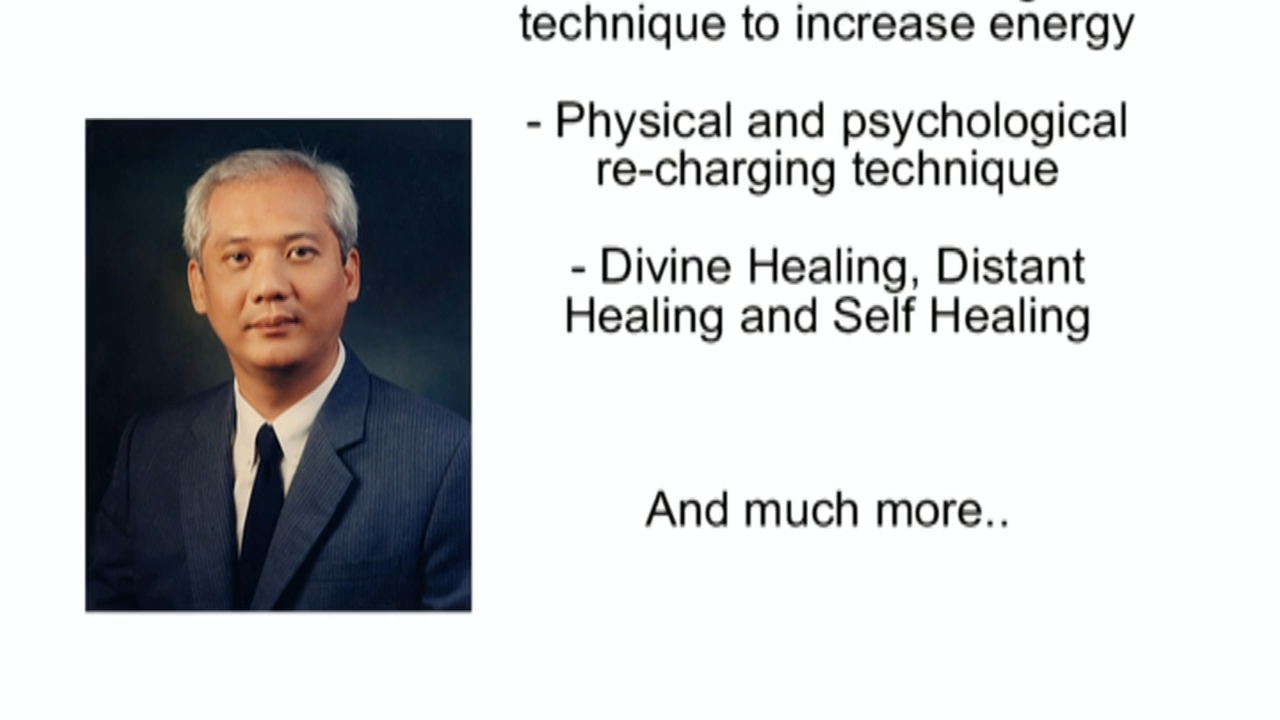 technique to increase energy
- Physical and psychological
re-charging technique
- Divine Healing, Distant
Healing and Self Healing
And much more..